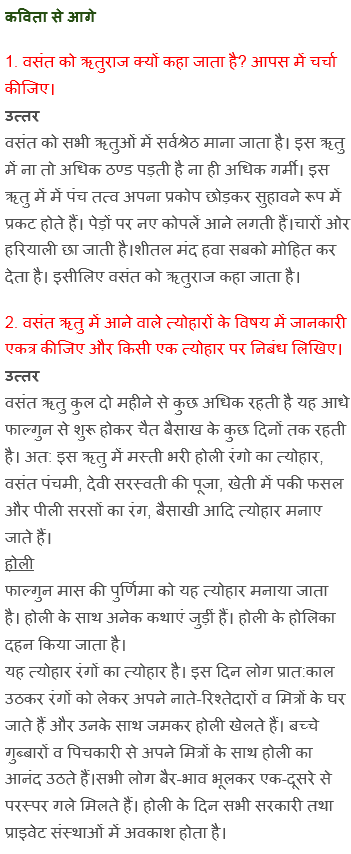 कविता से आगे
1. वसंत को ऋतुराज क्यों कहा जाता है? आपस में चर्चा
कीजिए।
उत्तर
वसंत को सभी ऋतुओं में सर्वश्रेठ माना जाता है। इस ऋतु
में ना तो अधिक ठण्ड पड़ती है ना ही अधिक गर्मी। इस
ऋतु में में पंच तत्व अपना प्रकोप छोड़कर सुहावने रूप में
प्रकट होते हैं। पेड़ों पर नए कोपलें आने लगती हैं।चारों ओर
हरियाली छा जाती है।शीतल मंद हवा सबको मोहित कर
देता है। इसीलिए वसंत को ऋतुराज कहा जाता है।
2. वसंत ऋतु में आने वाले त्योहारों के विषय में जानकारी
एकत्र कीजिए और किसी एक त्योहार पर निबंध लिखिए।
उत्तर
वसंत ऋतु कुल दो महीने से कुछ अधिक रहती है यह आधे
फाल्गुन से शुरू होकर चैत बैसाख के कुछ दिनों तक रहती
है। अत: इस ऋतु में मस्ती भरी होली रंगो का त्योहार,
वसंत पंचमी, देवी सरस्वती की पूजा, खेती में पकी फसल
और पीली सरसों का रंग, बैसाखी आदि त्योहार मनाए
जाते हैं।
होली
फाल्गुन मास की पुर्णिमा को यह त्योहार मनाया जाता
है। होली के साथ अनेक कथाएं जुड़ीं हैं। होली के होलिका
दहन किया जाता है।
यह त्योहार रंगों का त्योहार है। इस दिन लोग प्रात:काल
उठकर रंगों को लेकर अपने नाते-रिश्तेदारों व मित्रों के घर
जाते हैं और उनके साथ जमकर होली खेलते हैं। बच्चे
गुब्बारों व पिचकारी से अपने मित्रों के साथ होली का
आनंद उठते हैं।सभी लोग बैर-भाव भूलकर एक-दूसरे से
परस्पर गले मिलते हैं। होली के दिन सभी सरकारी तथा
प्राइवेट संस्थाओं में अवकाश होता है।